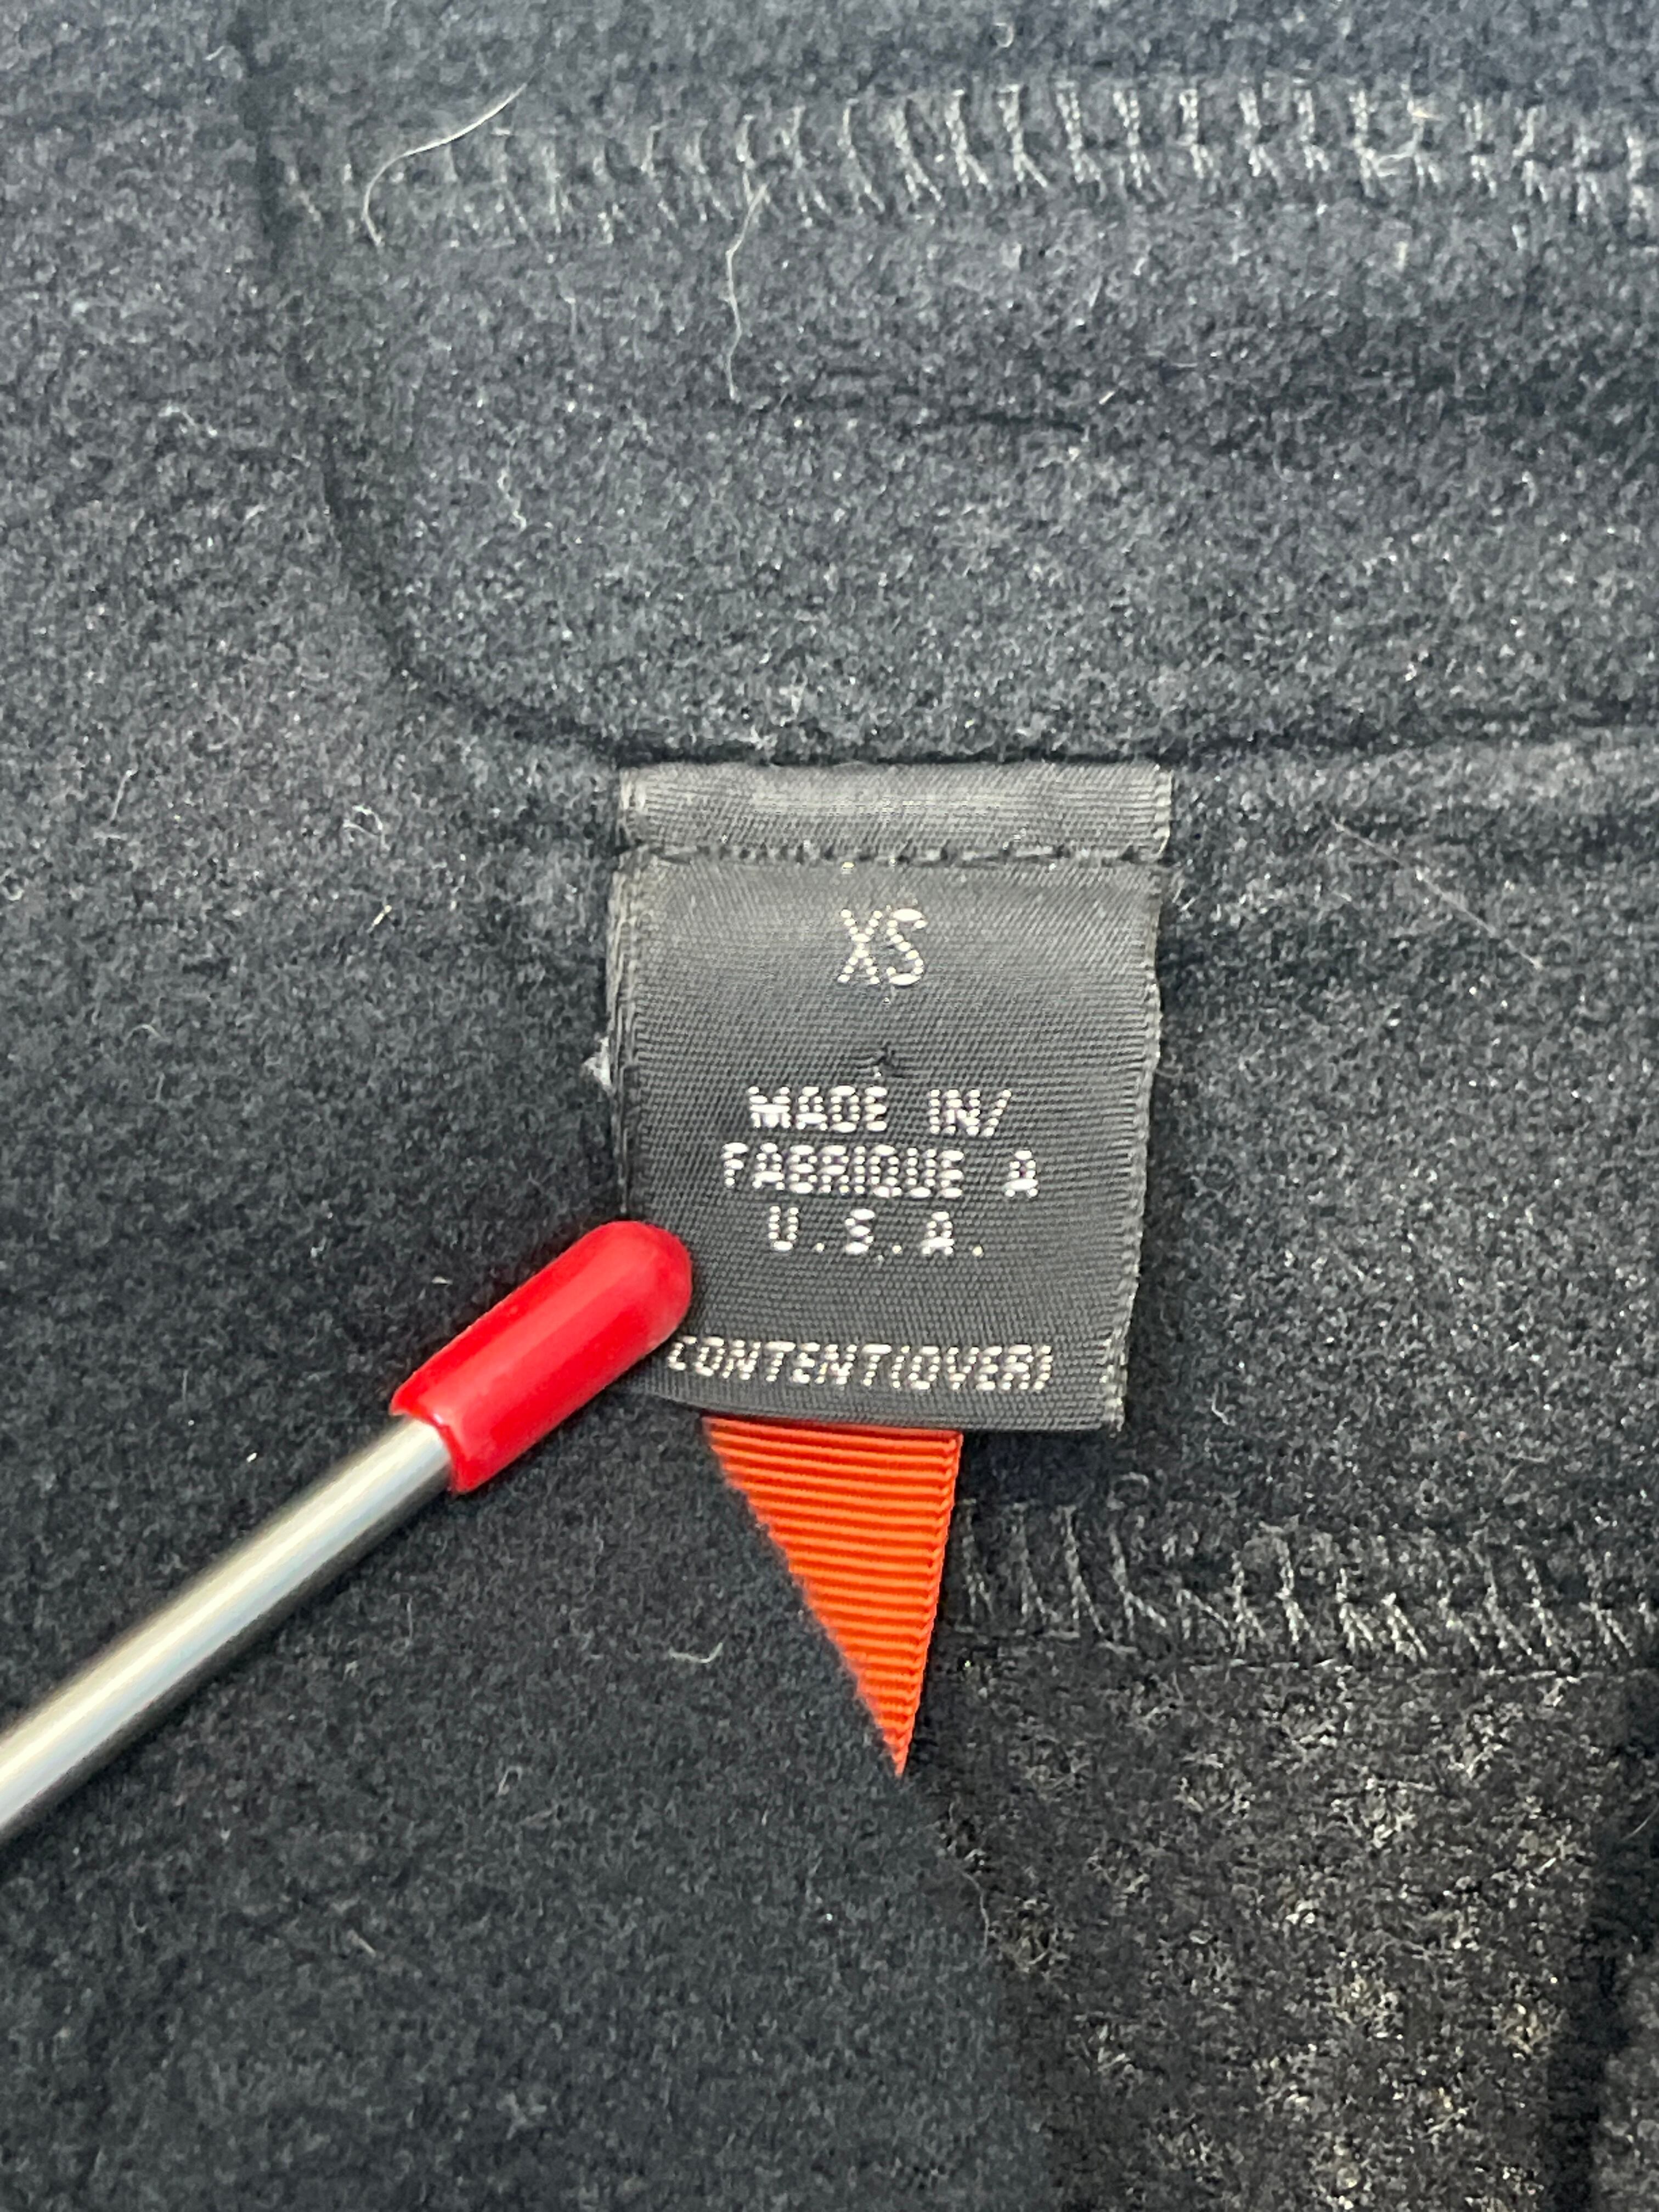 XS
MADE IN/
FABRIQUE A
U.S.A.
CONTENT(OVER)